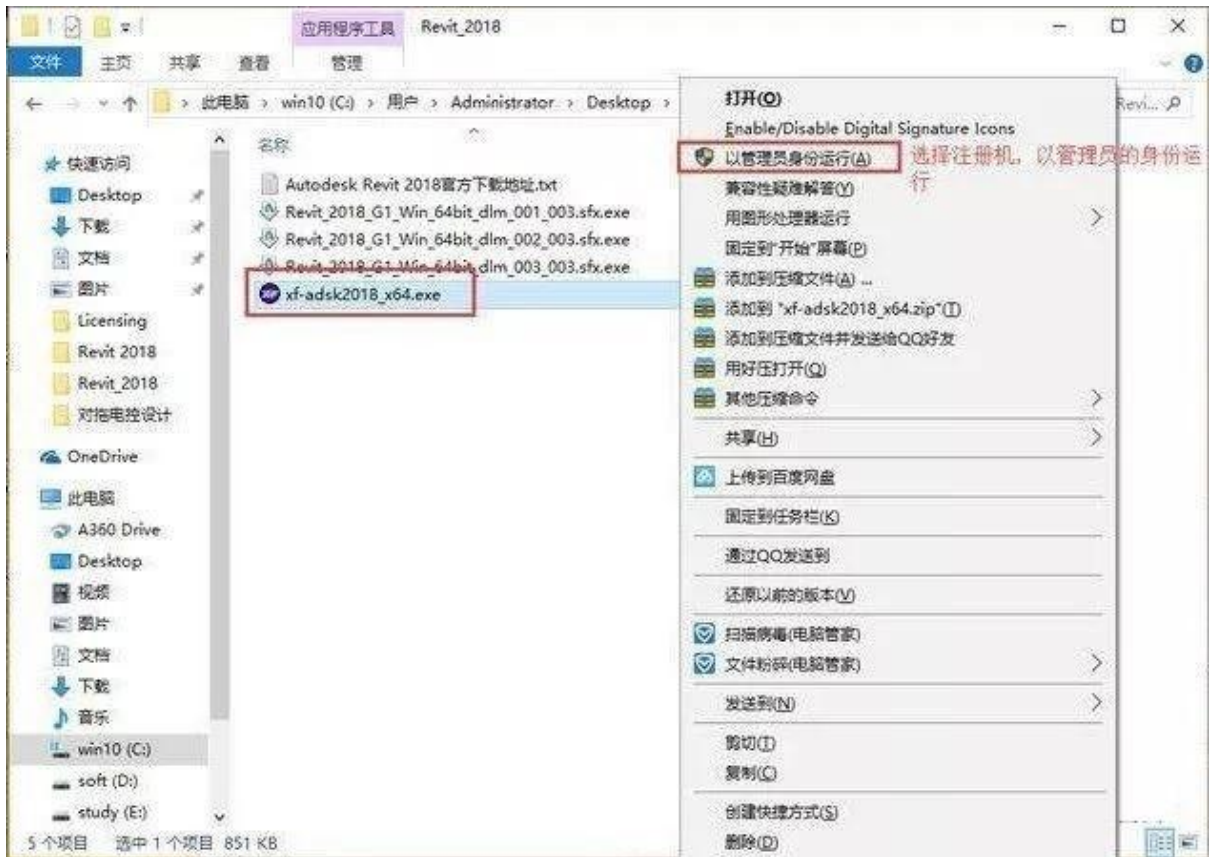 应用程序工具
Revit_2018
文件
主页
共享
查看
管理
此电脑 > win10 (C:) > 用户 > Administrator > Desktop >
Revi...
快速访问
Desktop
下载
文档
图片
Licensing
Revit 2018
Revit_2018
对拖电控设计
OneDrive
此电脑
A360 Drive
Desktop
视频
图片
文档
下载
音乐
win10 (C:)
soft (D:)
study (E:)
名称
Autodesk Revit 2018官方下载地址.txt
Revit_2018_G1_Win_64bit_dlm_001_003.sfx.exe
Revit_2018_G1_Win_64bit_dlm_002_003.sfx.exe
Revit_2018_G1_Win_64bit_dlm_003_003.sfx.exe
xf-adsk2018_x64.exe
打开(O)
Enable/Disable Digital Signature Icons
以管理员身份运行(A)
选择注册机，以管理员的身份运
行
兼容性疑难解答(Y)
用图形处理器运行
固定到"开始"屏幕(P)
添加到压缩文件(A) ...
添加到 "xf-adsk2018_x64.zip"(T)
添加到压缩文件并发送给QQ好友
用好压打开(Q)
其他压缩命令
共享(H)
上传到百度网盘
固定到任务栏(K)
通过QQ发送到
还原以前的版本(V)
扫描病毒(电脑管家)
文件粉碎(电脑管家)
发送到(N)
剪切(T)
复制(C)
创建快捷方式(S)
删除(D)
5 个项目 选中 1 个项目 851 KB